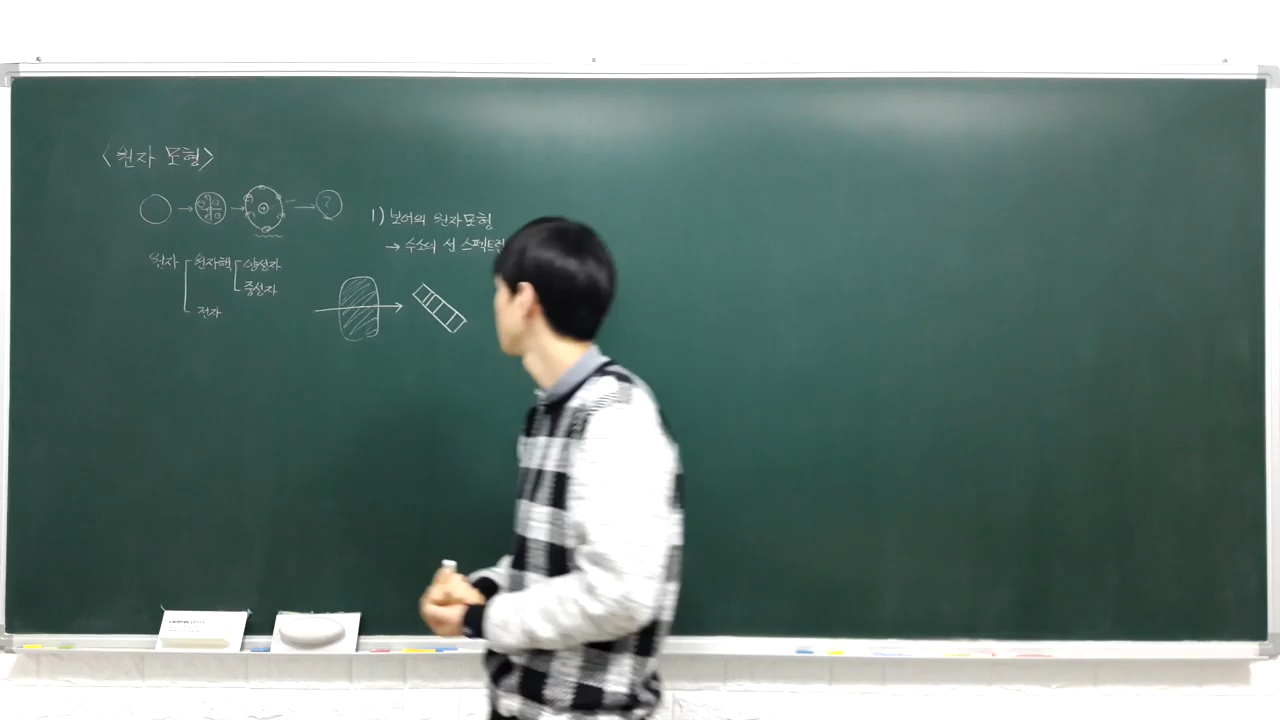 <원자 모형>
?
1) 보어의 원자모형
→ 수소의 선 스펙트럼
원자 원자핵 양성자
중성자
전자